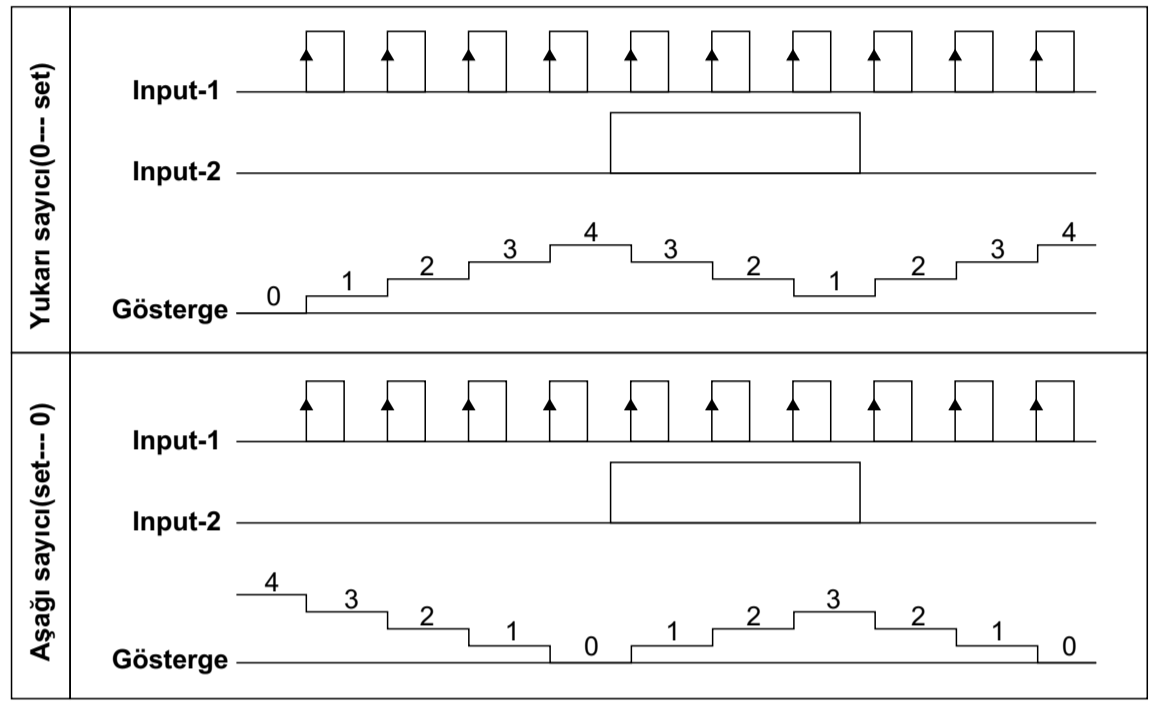 Yukarı sayıcı(0--- set)
Input-1
Input-2
0 1 2 3 4 3 2 1 2 3 4
Gösterge
Aşağı sayıcı(set--- 0)
Input-1
Input-2
4 3 2 1 0 1 2 3 2 1 0
Gösterge